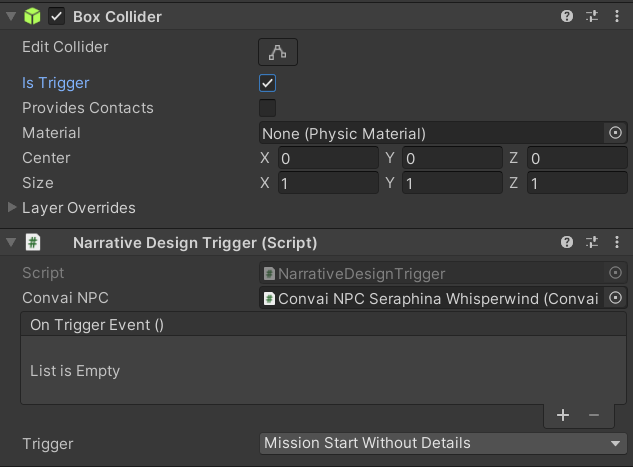 Box Collider
Edit Collider
Is Trigger
Provides Contacts
Material None (Physic Material)
Center X 0 Y 0 Z 0
Size X 1 Y 1 Z 1
Layer Overrides
# Narrative Design Trigger (Script)
Script # NarrativeDesignTrigger
Convai NPC # Convai NPC Seraphina Whisperwind (Convai
On Trigger Event ()
List is Empty
+ −
Trigger Mission Start Without Details